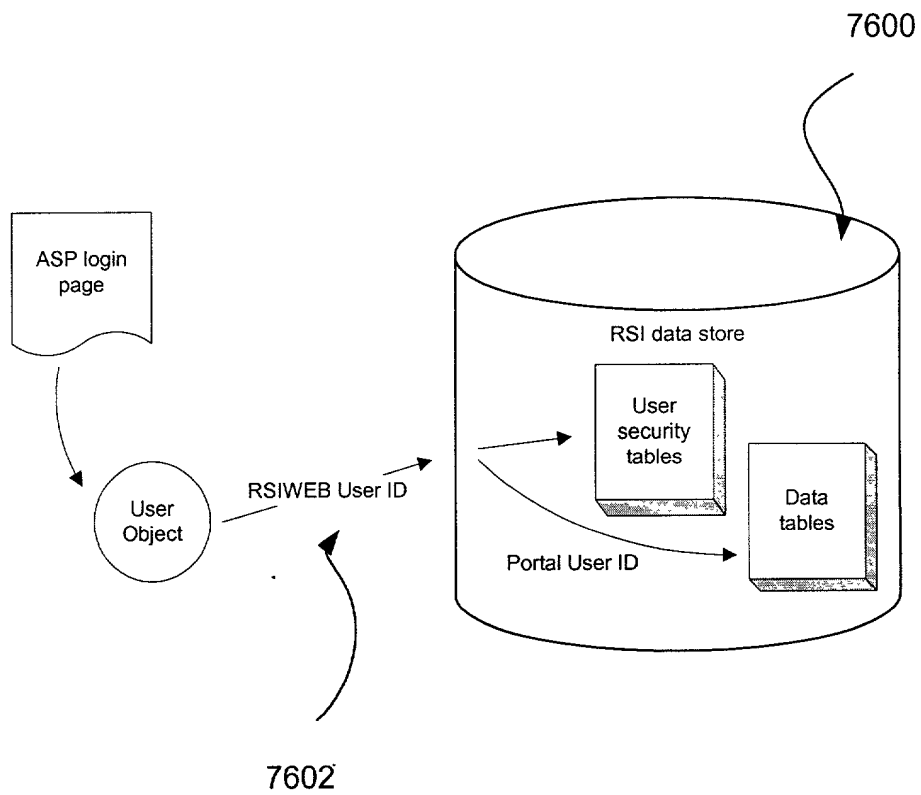 7600
ASP login
page
RSI data store
User
security
tables
RSIWEB User ID
User
Object
Data
tables
Portal User ID
7602